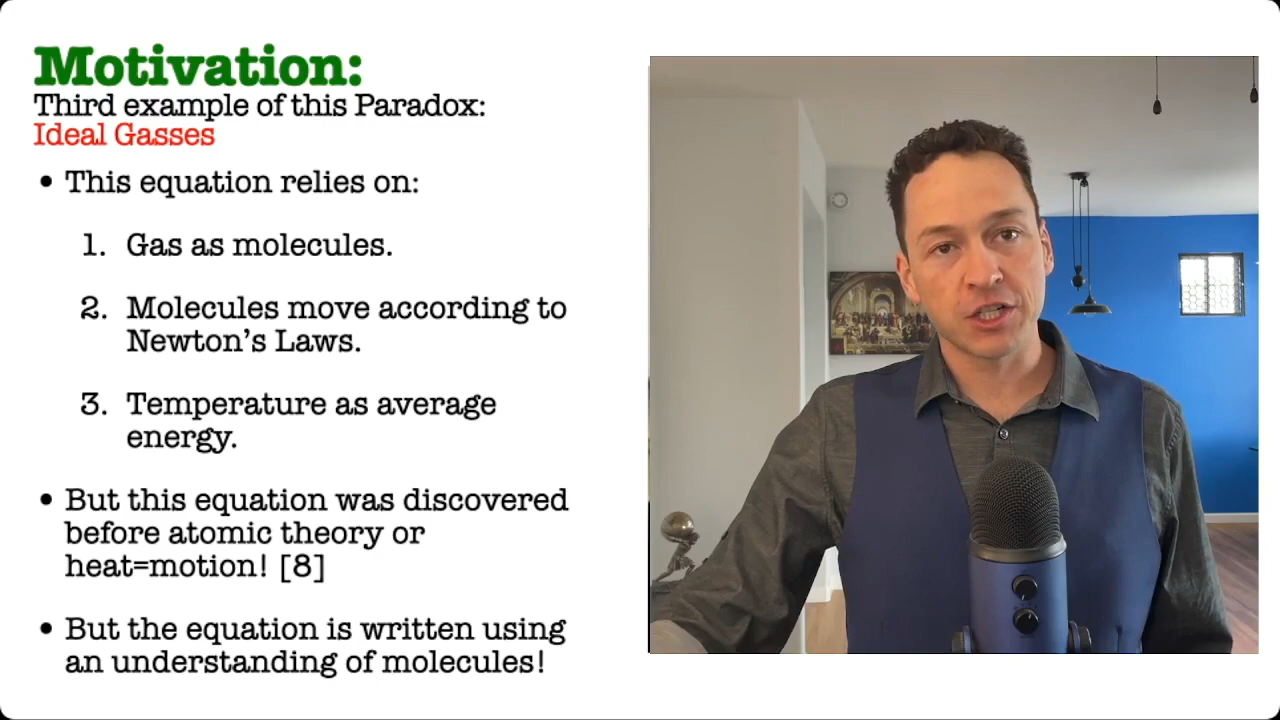 Motivation:
Third example of this Paradox:
Ideal Gasses
• This equation relies on:
1. Gas as molecules.
2. Molecules move according to
Newton's Laws.
3. Temperature as average
energy.
• But this equation was discovered
before atomic theory or
heat=motion! [8]
• But the equation is written using
an understanding of molecules!